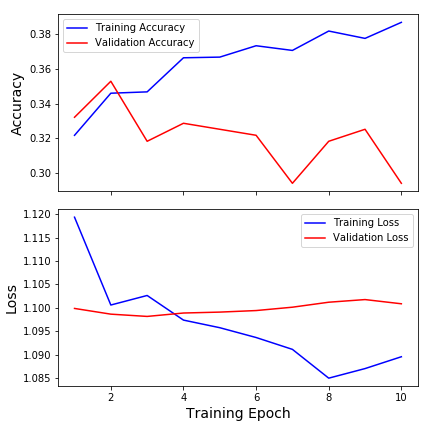 Training Accuracy
Validation Accuracy
0.38
0.36
0.34
0.32
0.30
Accuracy
Training Loss
Validation Loss
1.120
1.115
1.110
1.105
1.100
1.095
1.090
1.085
Loss
2 4 6 8 10
Training Epoch